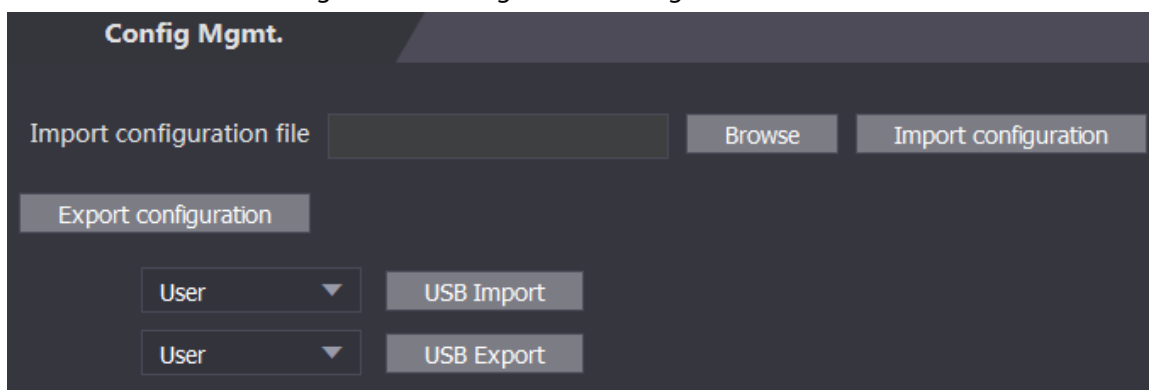 Config Mgmt.
Import configuration file Browse Import configuration
Export configuration
User USB Import
User USB Export